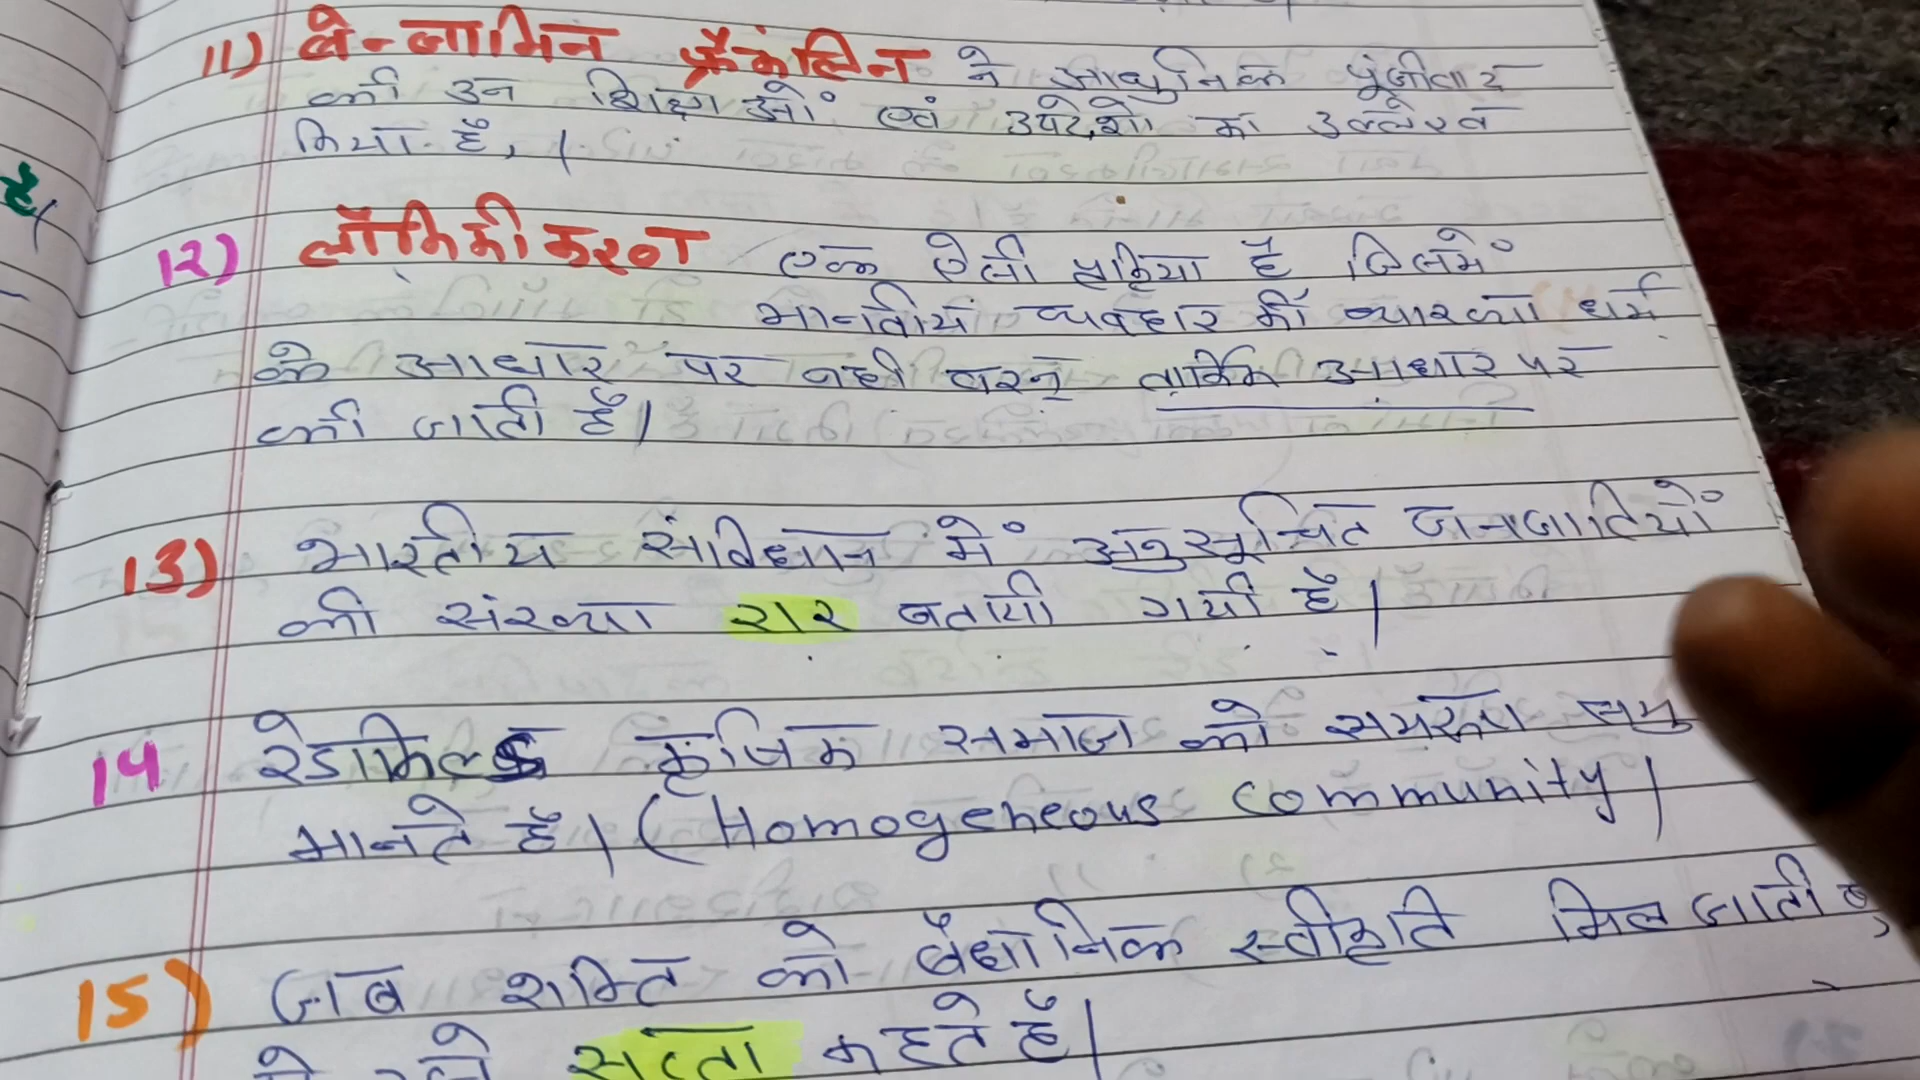 11) बेन्जामिन फ्रैंकलिन ने आधुनिक पूंजीवाद
की उन शिक्षाओं एवं उपदेशों का उल्लेख
किया है, ।
12) लौकिकीकरण एक ऐसी प्रक्रिया है जिसमें
मानवीय व्यवहार की व्याख्या धर्म
के आधार पर नहीं वरन् तार्किक आधार पर
की जाती है।
13) भारतीय संविधान में अनुसूचित जनजातियों
की संख्या २१२ बतायी गयी है।
14 रेडफिल्ड कृषिक समाज को समरूप समु
मानते है। (Homogeneous community)
15) जब शक्ति को वैधानिक स्वीकृति मिल जाती है,
सत्ता कहते है।